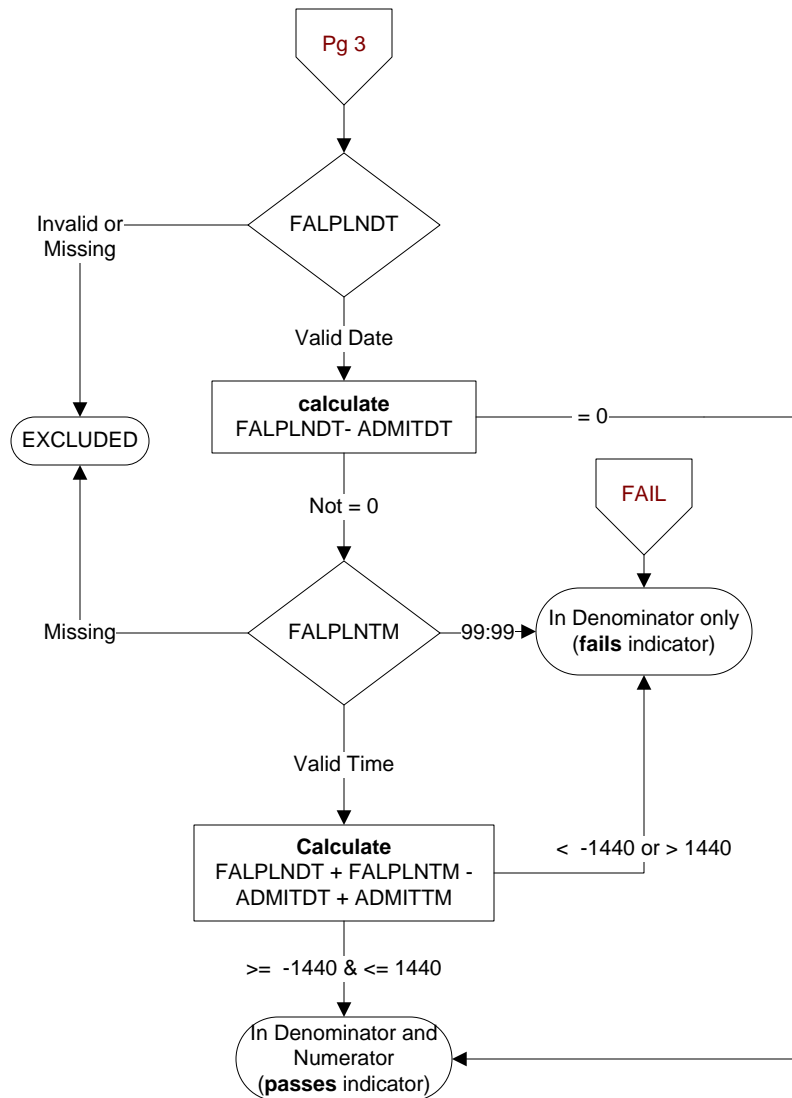 Pg 3
FALPLNDT
Invalid or
Missing
Valid Date
calculate
FALPLNDT- ADMITDT
= 0
EXCLUDED
Not = 0
FAIL
Missing
FALPLNTM
99:99
In Denominator only
(fails indicator)
Valid Time
Calculate
FALPLNDT + FALPLNTM -
ADMITDT + ADMITTM
< -1440 or > 1440
>= -1440 & <= 1440
In Denominator and
Numerator
(passes indicator)